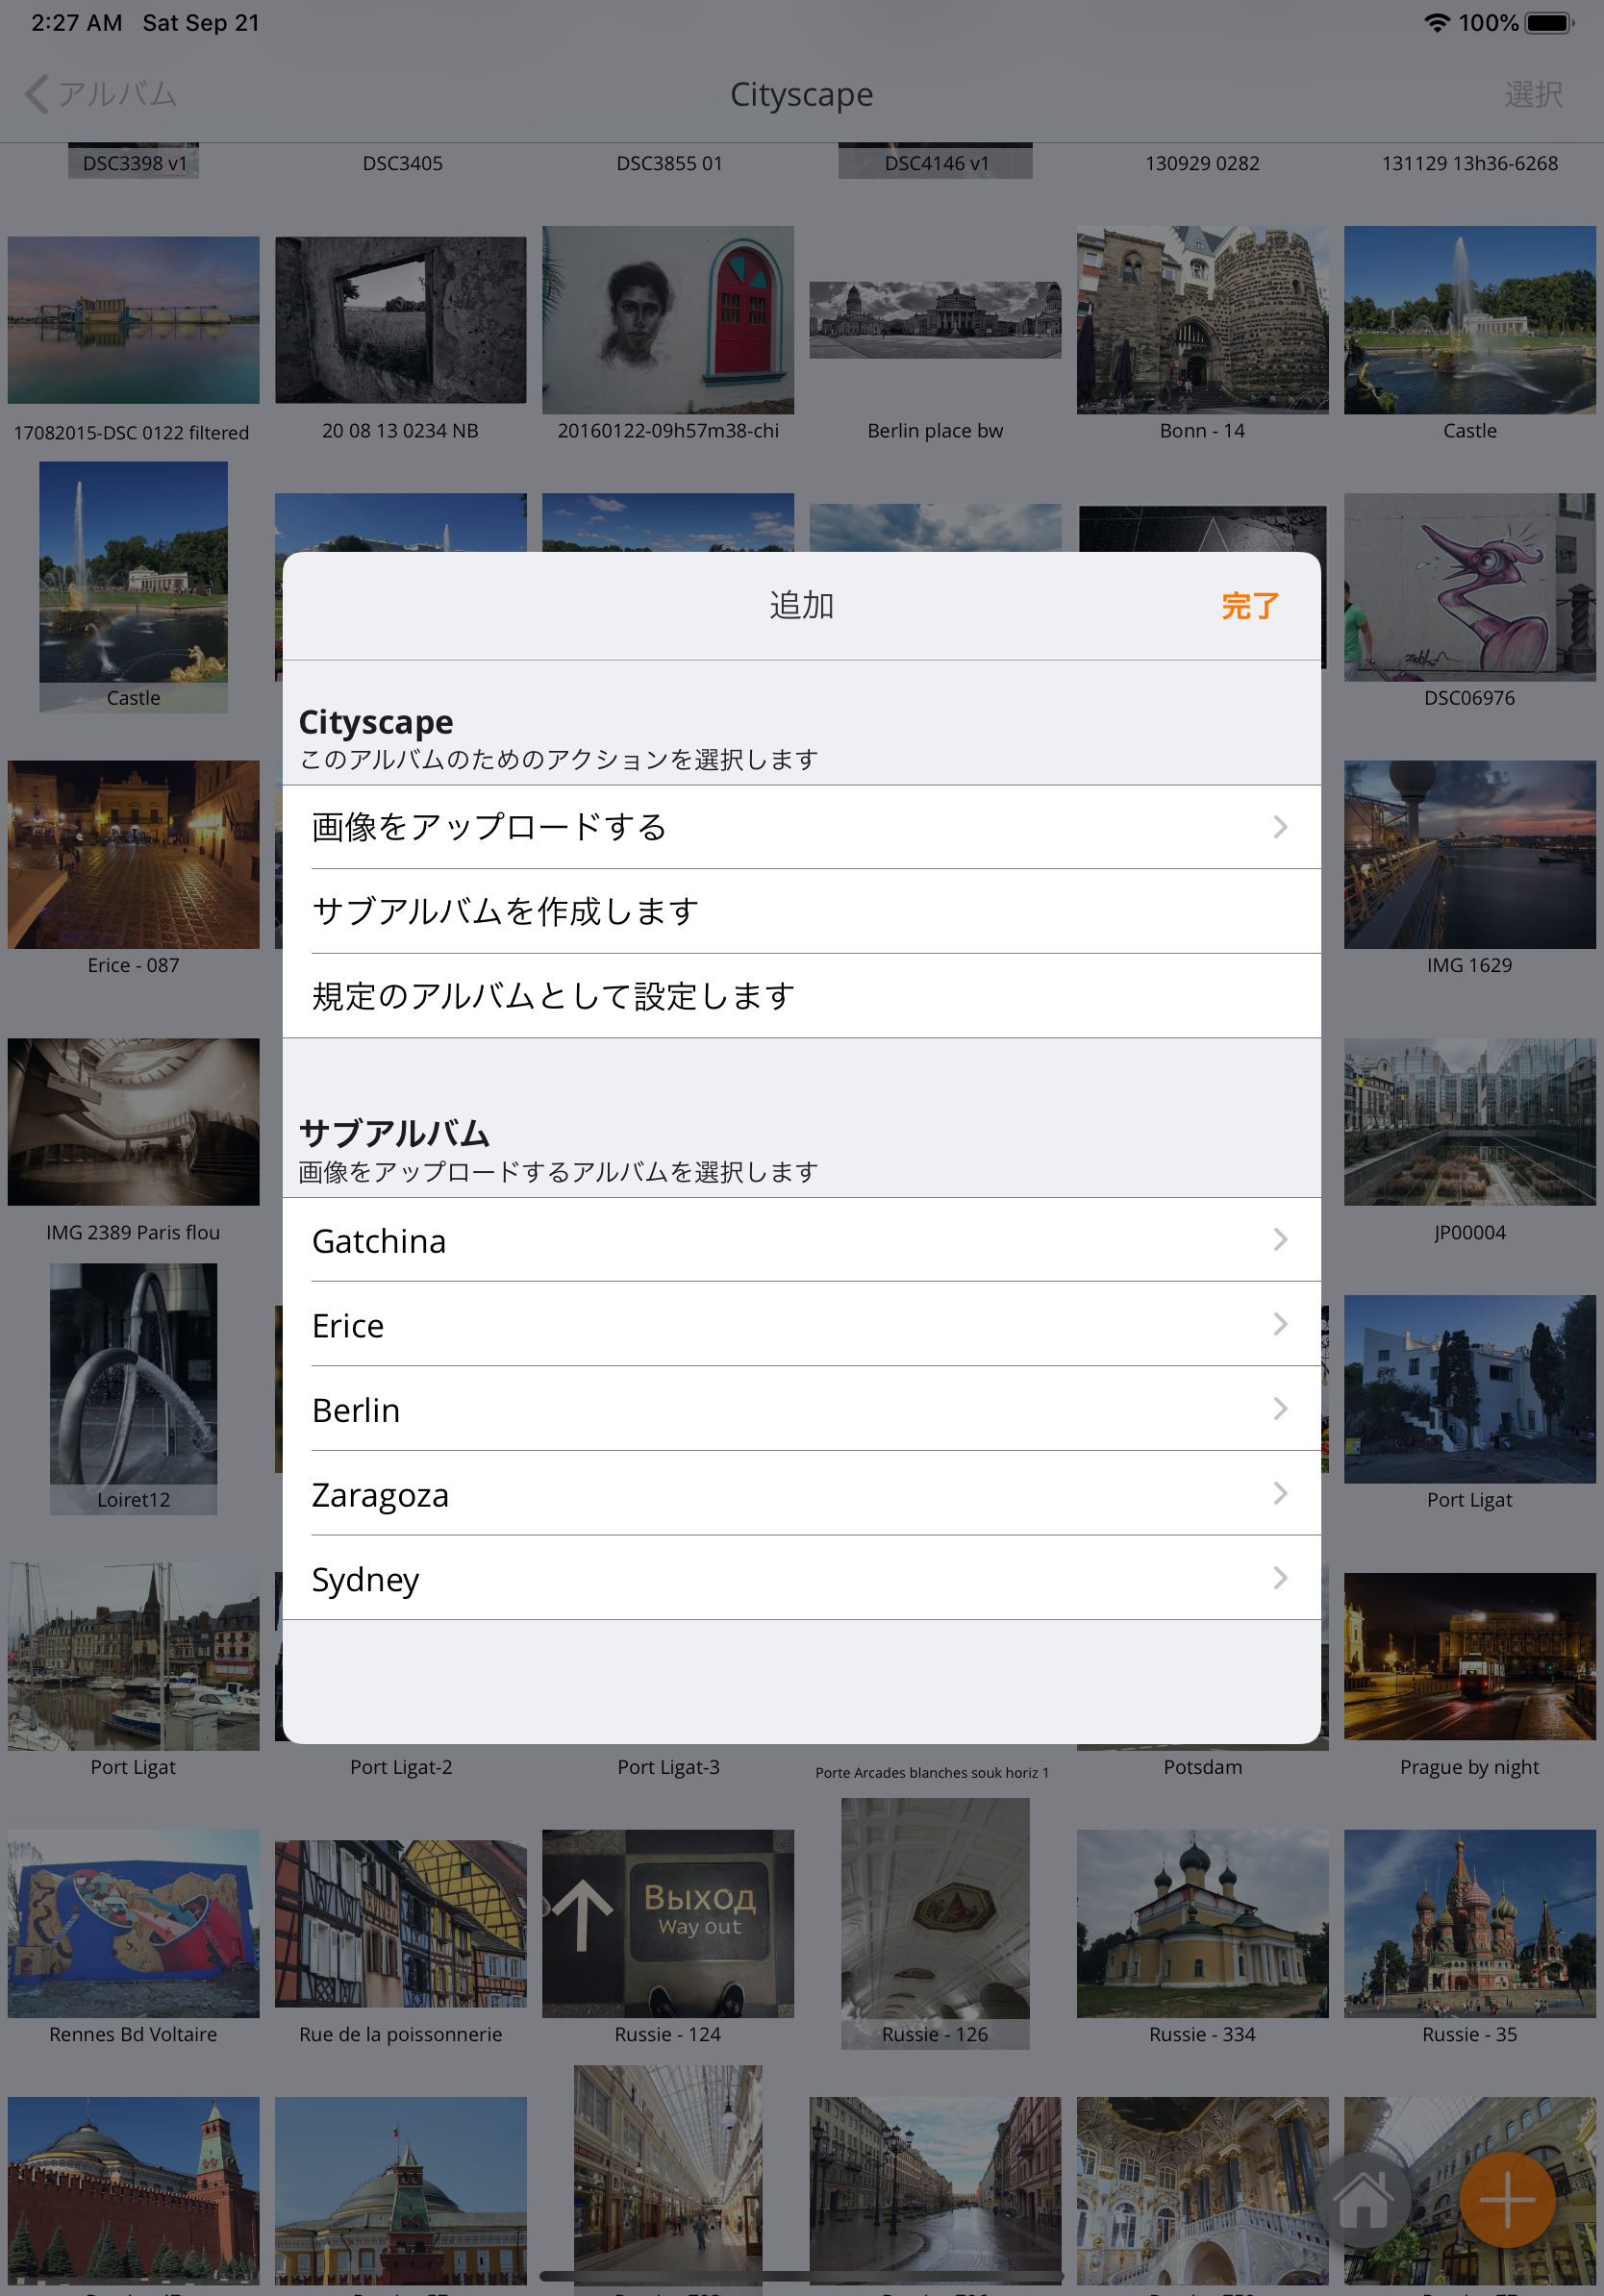 2:27 AM Sat Sep 21
100%
アルバム
Cityscape
選択
DSC3398 v1
DSC3405
DSC3855 01
DSC4146 v1
130929 0282
131129 13h36-6268
17082015-DSC 0122 filtered
20 08 13 0234 NB
20160122-09h57m38-chi
Berlin place bw
Bonn - 14
Castle
Castle
DSC06976
追加
完了
Cityscape
このアルバムのためのアクションを選択します
画像をアップロードする
サブアルバムを作成します
規定のアルバムとして設定します
サブアルバム
画像をアップロードするアルバムを選択します
Gatchina
Erice
Berlin
Zaragoza
Sydney
Erice - 087
IMG 1629
IMG 2389 Paris flou
JP00004
Loiret12
Port Ligat
Port Ligat
Port Ligat-2
Port Ligat-3
Porte Arcades blanches souk horiz 1
Potsdam
Prague by night
Выход
Way out
Rennes Bd Voltaire
Rue de la poissonnerie
Russie - 124
Russie - 126
Russie - 334
Russie - 35